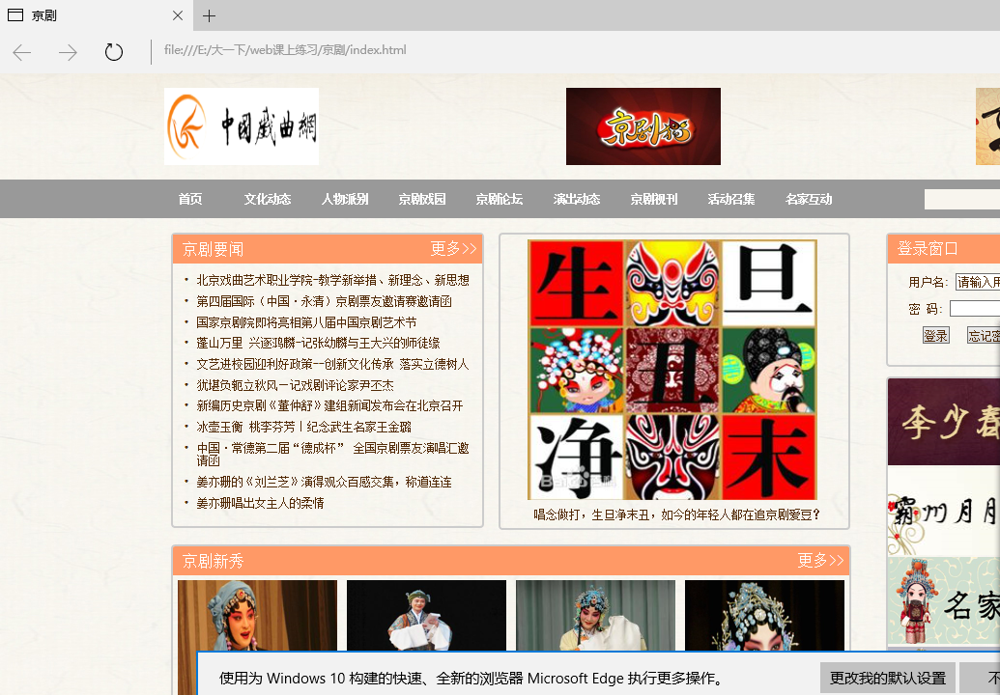 京剧
file:///E:/大一下/web课上练习/京剧/index.html
中國戲曲網
京剧
首页 文化动态 人物派别 京剧戏园 京剧论坛 演出动态 京剧视刊 活动召集 名家互动
京剧要闻 更多>>
· 北京戏曲艺术职业学院-教学新举措、新理念、新思想
· 第四届国际（中国·永清）京剧票友邀请赛邀请函
· 国家京剧院即将亮相第八届中国京剧艺术节
· 蓬山万里 兴逐鸿麟-记张幼麟与王大兴的师徒缘
· 文艺进校园迎利好政策--创新文化传承 落实立德树人
· 犹堪负轭立秋风－记戏剧评论家尹丕杰
· 新编历史京剧《董仲舒》建组新闻发布会在北京召开
· 冰壶玉衡 桃李芬芳丨纪念武生名家王金璐
· 中国·常德第二届“德成杯” 全国京剧票友演唱汇邀
请函
· 姜亦珊的《刘兰芝》演得观众百感交集，称道连连
· 姜亦珊唱出女主人的柔情
生 旦
丑
净 末
Baidu百科
唱念做打，生旦净末丑，如今的年轻人都在追京剧爱豆?
登录窗口
用户名： 请输入用
密 码：
登录 忘记密
李少春
霸州月月
名家
京剧新秀 更多>>
使用为 Windows 10 构建的快速、全新的浏览器 Microsoft Edge 执行更多操作。 更改我的默认设置 不